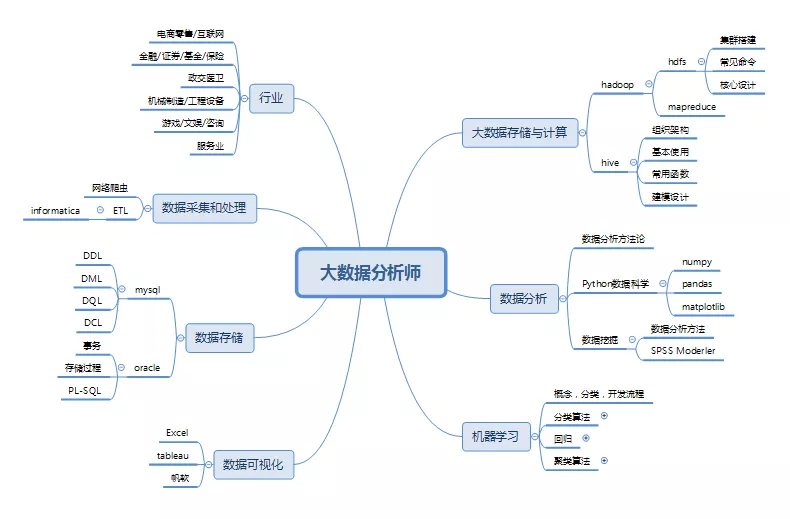 大数据分析师
行业
电商零售/互联网
金融/证券/基金/保险
政交医卫
机械制造/工程设备
游戏/文娱/咨询
服务业
数据采集和处理
网络爬虫
ETL
informatica
数据存储
mysql
DDL
DML
DQL
DCL
oracle
事务
存储过程
PL-SQL
数据可视化
Excel
tableau
帆软
大数据存储与计算
hadoop
hdfs
集群搭建
常见命令
核心设计
mapreduce
hive
组织架构
基本使用
常用函数
建模设计
数据分析
数据分析方法论
Python数据科学
numpy
pandas
matplotlib
数据挖掘
数据分析方法
SPSS Moderler
机器学习
概念，分类，开发流程
分类算法
回归
聚类算法